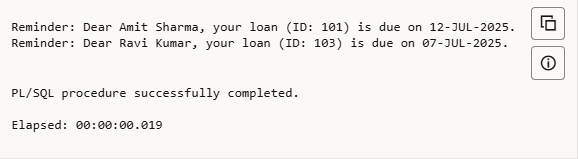 Reminder: Dear Amit Sharma, your loan (ID: 101) is due on 12-JUL-2025.
Reminder: Dear Ravi Kumar, your loan (ID: 103) is due on 07-JUL-2025.
PL/SQL procedure successfully completed.
Elapsed: 00:00:00.019